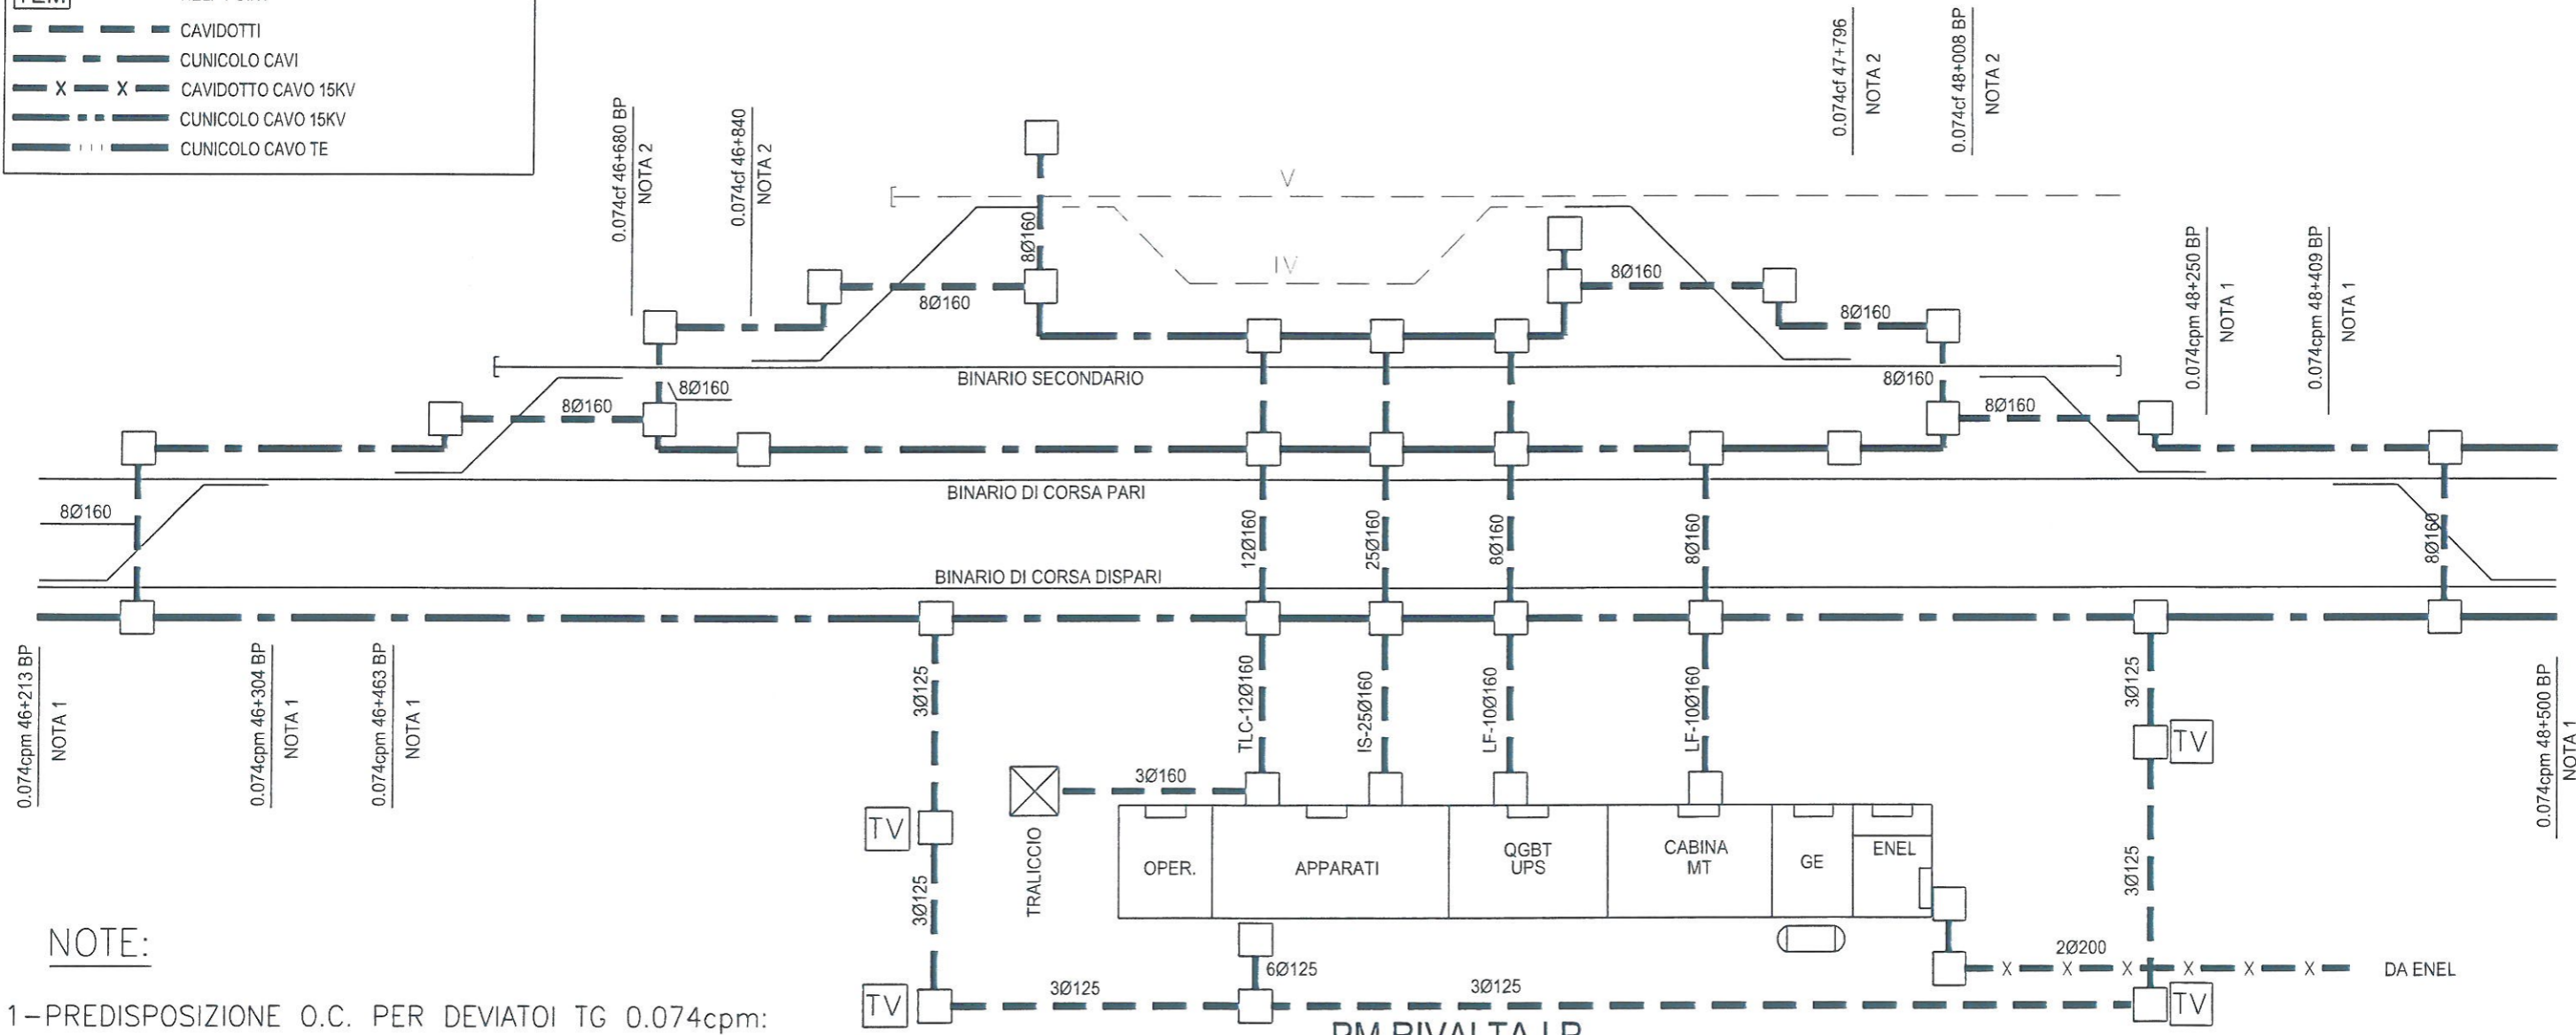 CAVIDOTTI
CUNICOLO CAVI
X X CAVIDOTTO CAVO 15KV
CUNICOLO CAVO 15KV
CUNICOLO CAVO TE
0.074cf 46+680 BP
NOTA 2
0.074cf 46+840
NOTA 2
0.074cf 47+796
NOTA 2
0.074cf 48+008 BP
NOTA 2
V
8Ø160
IV
8Ø160
8Ø160
8Ø160
0.074cpm 48+250 BP
NOTA 1
0.074cpm 48+409 BP
NOTA 1
BINARIO SECONDARIO
8Ø160
8Ø160
8Ø160
8Ø160
BINARIO DI CORSA PARI
8Ø160
12Ø160
25Ø160
8Ø160
8Ø160
8Ø160
BINARIO DI CORSA DISPARI
0.074cpm 46+213 BP
NOTA 1
0.074cpm 46+304 BP
NOTA 1
0.074cpm 46+463 BP
NOTA 1
3Ø125
TLC-12Ø160
IS-25Ø160
LF-10Ø160
LF-10Ø160
3Ø125
0.074cpm 48+500 BP
NOTA 1
TV
3Ø160
TRALICCIO
TV
3Ø125
OPER.
APPARATI
QGBT
UPS
CABINA
MT
GE
ENEL
3Ø125
NOTE:
6Ø125
2Ø200
X X X X X X
DA ENEL
TV
3Ø125
3Ø125
TV
1-PREDISPOSIZIONE O.C. PER DEVIATOI TG 0.074cpm: